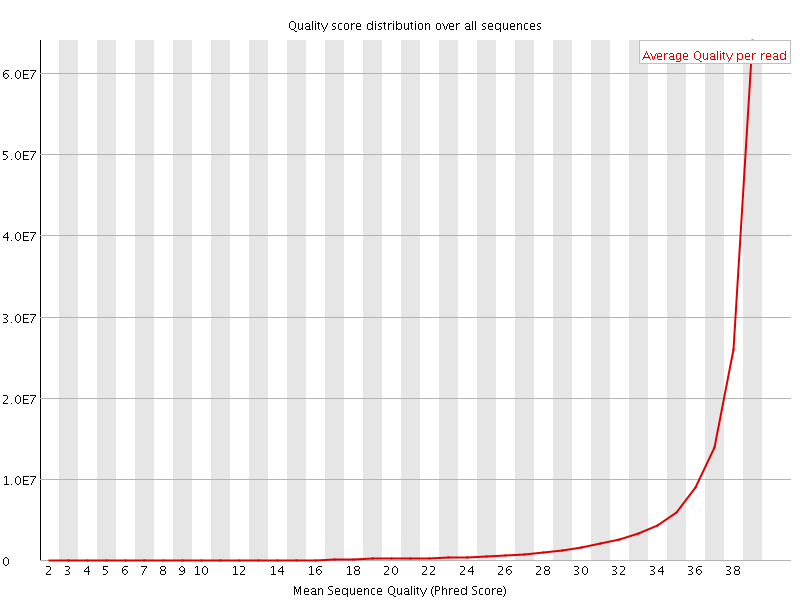 Quality score distribution over all sequences
Average Quality per read
6.0E7
5.0E7
4.0E7
3.0E7
2.0E7
1.0E7
0
2 3 4 5 6 7 8 9 10 12 14 16 18 20 22 24 26 28 30 32 34 36 38
Mean Sequence Quality (Phred Score)